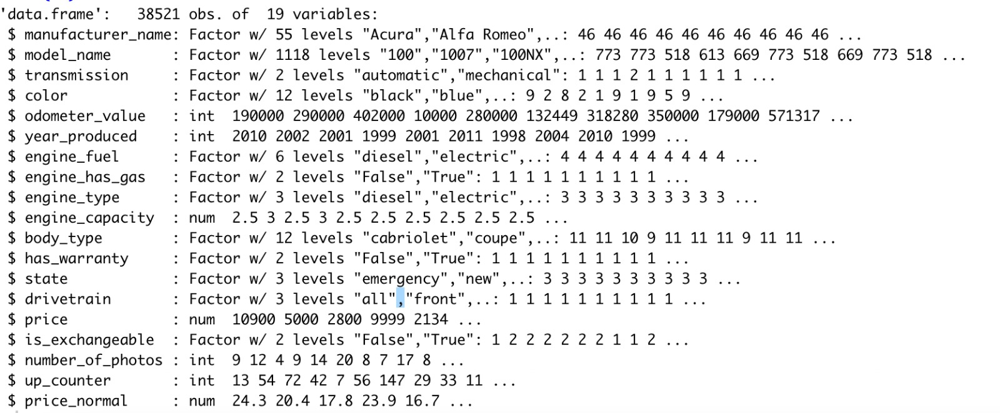 'data.frame':   38521 obs. of  19 variables:
 $ manufacturer_name: Factor w/ 55 levels "Acura","Alfa Romeo",..: 46 46 46 46 46 46 46 46 46 46 ...
 $ model_name       : Factor w/ 1118 levels "100","1007","100NX",..: 773 773 518 613 669 773 518 669 773 518 ...
 $ transmission     : Factor w/ 2 levels "automatic","mechanical": 1 1 1 2 1 1 1 1 1 1 ...
 $ color            : Factor w/ 12 levels "black","blue",..: 9 2 8 2 1 9 1 9 5 9 ...
 $ odometer_value   : int  190000 290000 402000 10000 280000 132449 318280 350000 179000 571317 ...
 $ year_produced    : int  2010 2002 2001 1999 2001 2011 1998 2004 2010 1999 ...
 $ engine_fuel      : Factor w/ 6 levels "diesel","electric",..: 4 4 4 4 4 4 4 4 4 4 ...
 $ engine_has_gas   : Factor w/ 2 levels "False","True": 1 1 1 1 1 1 1 1 1 1 ...
 $ engine_type      : Factor w/ 3 levels "diesel","electric",..: 3 3 3 3 3 3 3 3 3 3 ...
 $ engine_capacity  : num  2.5 3 2.5 3 2.5 2.5 2.5 2.5 2.5 2.5 ...
 $ body_type        : Factor w/ 12 levels "cabriolet","coupe",..: 11 11 10 9 11 11 11 9 11 11 ...
 $ has_warranty     : Factor w/ 2 levels "False","True": 1 1 1 1 1 1 1 1 1 1 ...
 $ state            : Factor w/ 3 levels "emergency","new",..: 3 3 3 3 3 3 3 3 3 3 ...
 $ drivetrain       : Factor w/ 3 levels "all","front",..: 1 1 1 1 1 1 1 1 1 1 ...
 $ price            : num  10900 5000 2800 9999 2134 ...
 $ is_exchangeable  : Factor w/ 2 levels "False","True": 1 2 2 2 2 2 2 1 1 2 ...
 $ number_of_photos : int  9 12 4 9 14 20 8 7 17 8 ...
 $ up_counter       : int  13 54 72 42 7 56 147 29 33 11 ...
 $ price_normal     : num  24.3 20.4 17.8 23.9 16.7 ...